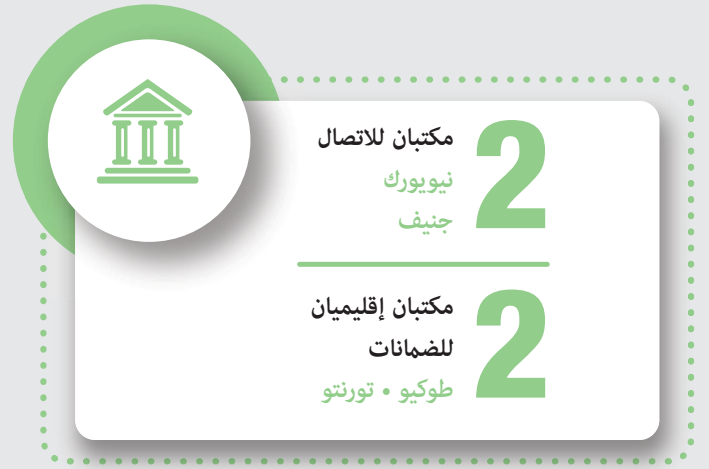 2
مكتبان للاتصال
نيويورك
جنيف
2
مكتبان إقليميان
للضمانات
طوكيو • تورنتو